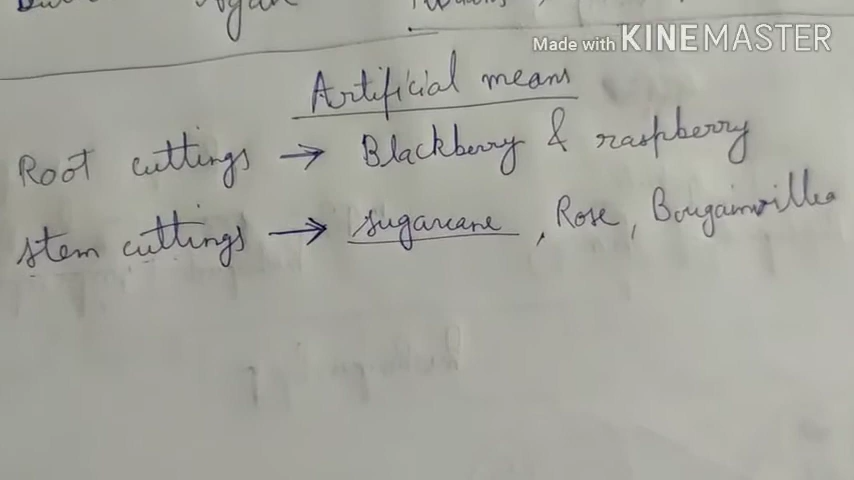 Made with KINEMASTER
Artificial means
Root cuttings → Blackberry & raspberry
stem cuttings → sugarcane, Rose, Bougainvillea